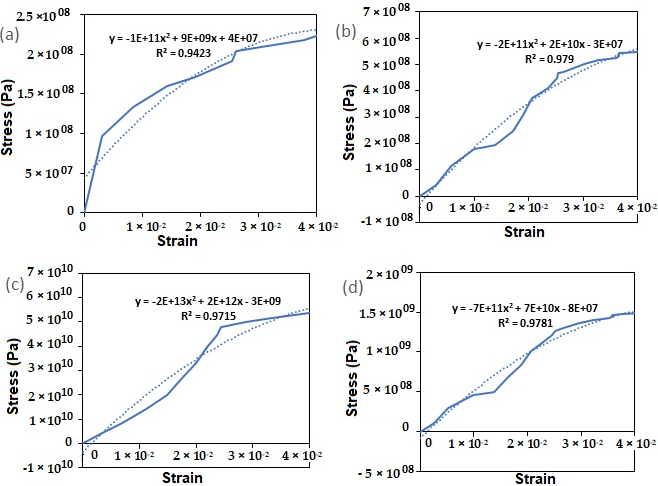 (a)
2.5 × 10⁰⁸
2 × 10⁰⁸
1.5 × 10⁰⁸
1 × 10⁰⁸
5 × 10⁰⁷
0
Stress (Pa)
y = -1E+11x² + 9E+09x + 4E+07
R² = 0.9423
0
1 × 10⁻²
2 × 10⁻²
3 × 10⁻²
4 × 10⁻²
Strain
(b)
7 × 10⁰⁸
6 × 10⁰⁸
5 × 10⁰⁸
4 × 10⁰⁸
3 × 10⁰⁸
2 × 10⁰⁸
1 × 10⁰⁸
0
-1 × 10⁰⁸
Stress (Pa)
y = -2E+11x² + 2E+10x - 3E+07
R² = 0.979
0
1 × 10⁻²
2 × 10⁻²
3 × 10⁻²
4 × 10⁻²
Strain
(c)
7 × 10¹⁰
6 × 10¹⁰
5 × 10¹⁰
4 × 10¹⁰
3 × 10¹⁰
2 × 10¹⁰
1 × 10¹⁰
0
-1 × 10¹⁰
Stress (Pa)
y = -2E+13x² + 2E+12x - 3E+09
R² = 0.9715
0
1 × 10⁻²
2 × 10⁻²
3 × 10⁻²
4 × 10⁻²
Strain
(d)
2 × 10⁰⁹
1.5 × 10⁰⁹
1 × 10⁰⁹
5 × 10⁰⁸
0
- 5 × 10⁰⁸
Stress (Pa)
y = -7E+11x² + 7E+10x - 8E+07
R² = 0.9781
0
1 × 10⁻²
2 × 10⁻²
3 × 10⁻²
4 × 10⁻²
Strain